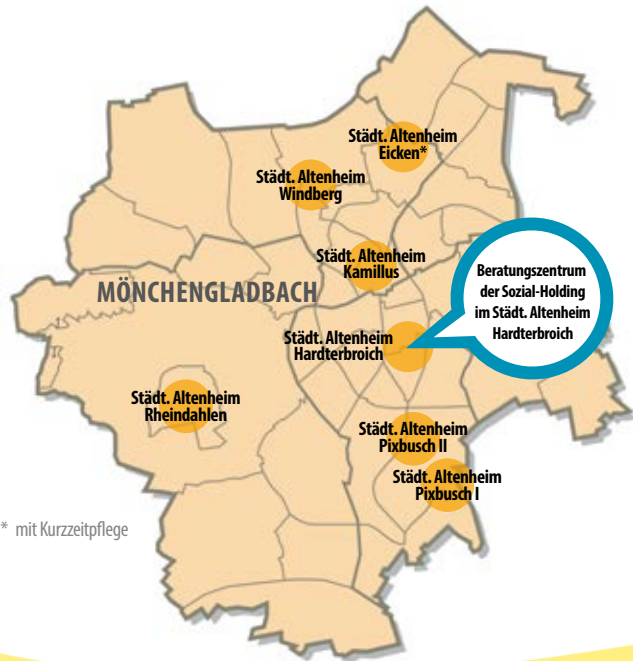 Städt. Altenheim
Eicken*
Städt. Altenheim
Windberg
Städt. Altenheim
Kamillus
MÖNCHENGLADBACH
Beratungszentrum
der Sozial-Holding
im Städt. Altenheim
Hardterbroich
Städt. Altenheim
Hardterbroich
Städt. Altenheim
Rheindahlen
Städt. Altenheim
Pixbusch II
Städt. Altenheim
Pixbusch I
* mit Kurzzeitpflege